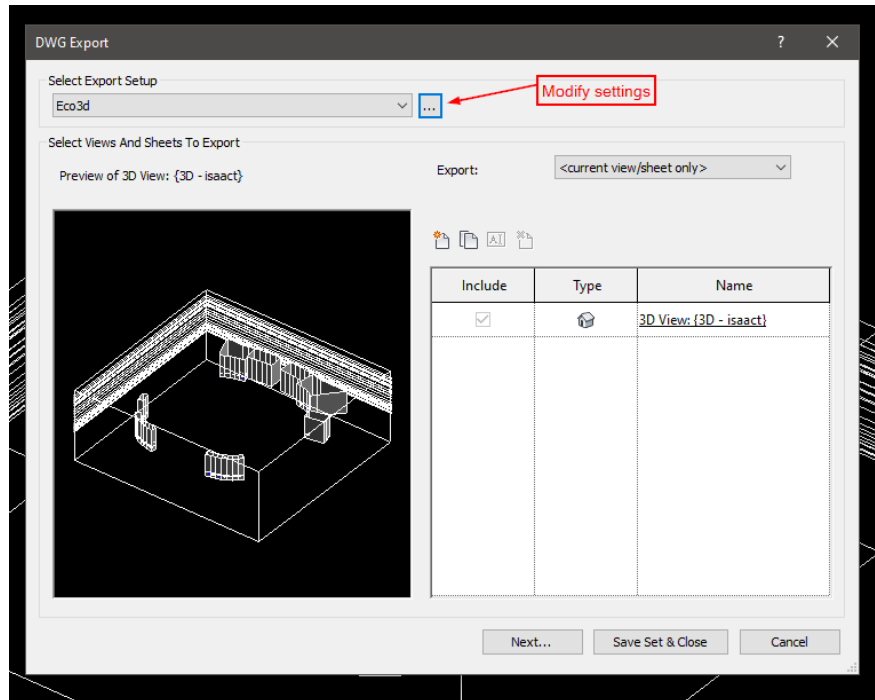 DWG Export
?
Select Export Setup
Eco3d
...
Modify settings
Select Views And Sheets To Export
Preview of 3D View: {3D - isaact}
Export:
<current view/sheet only>
Include
Type
Name
3D View: {3D - isaact}
Next...
Save Set & Close
Cancel